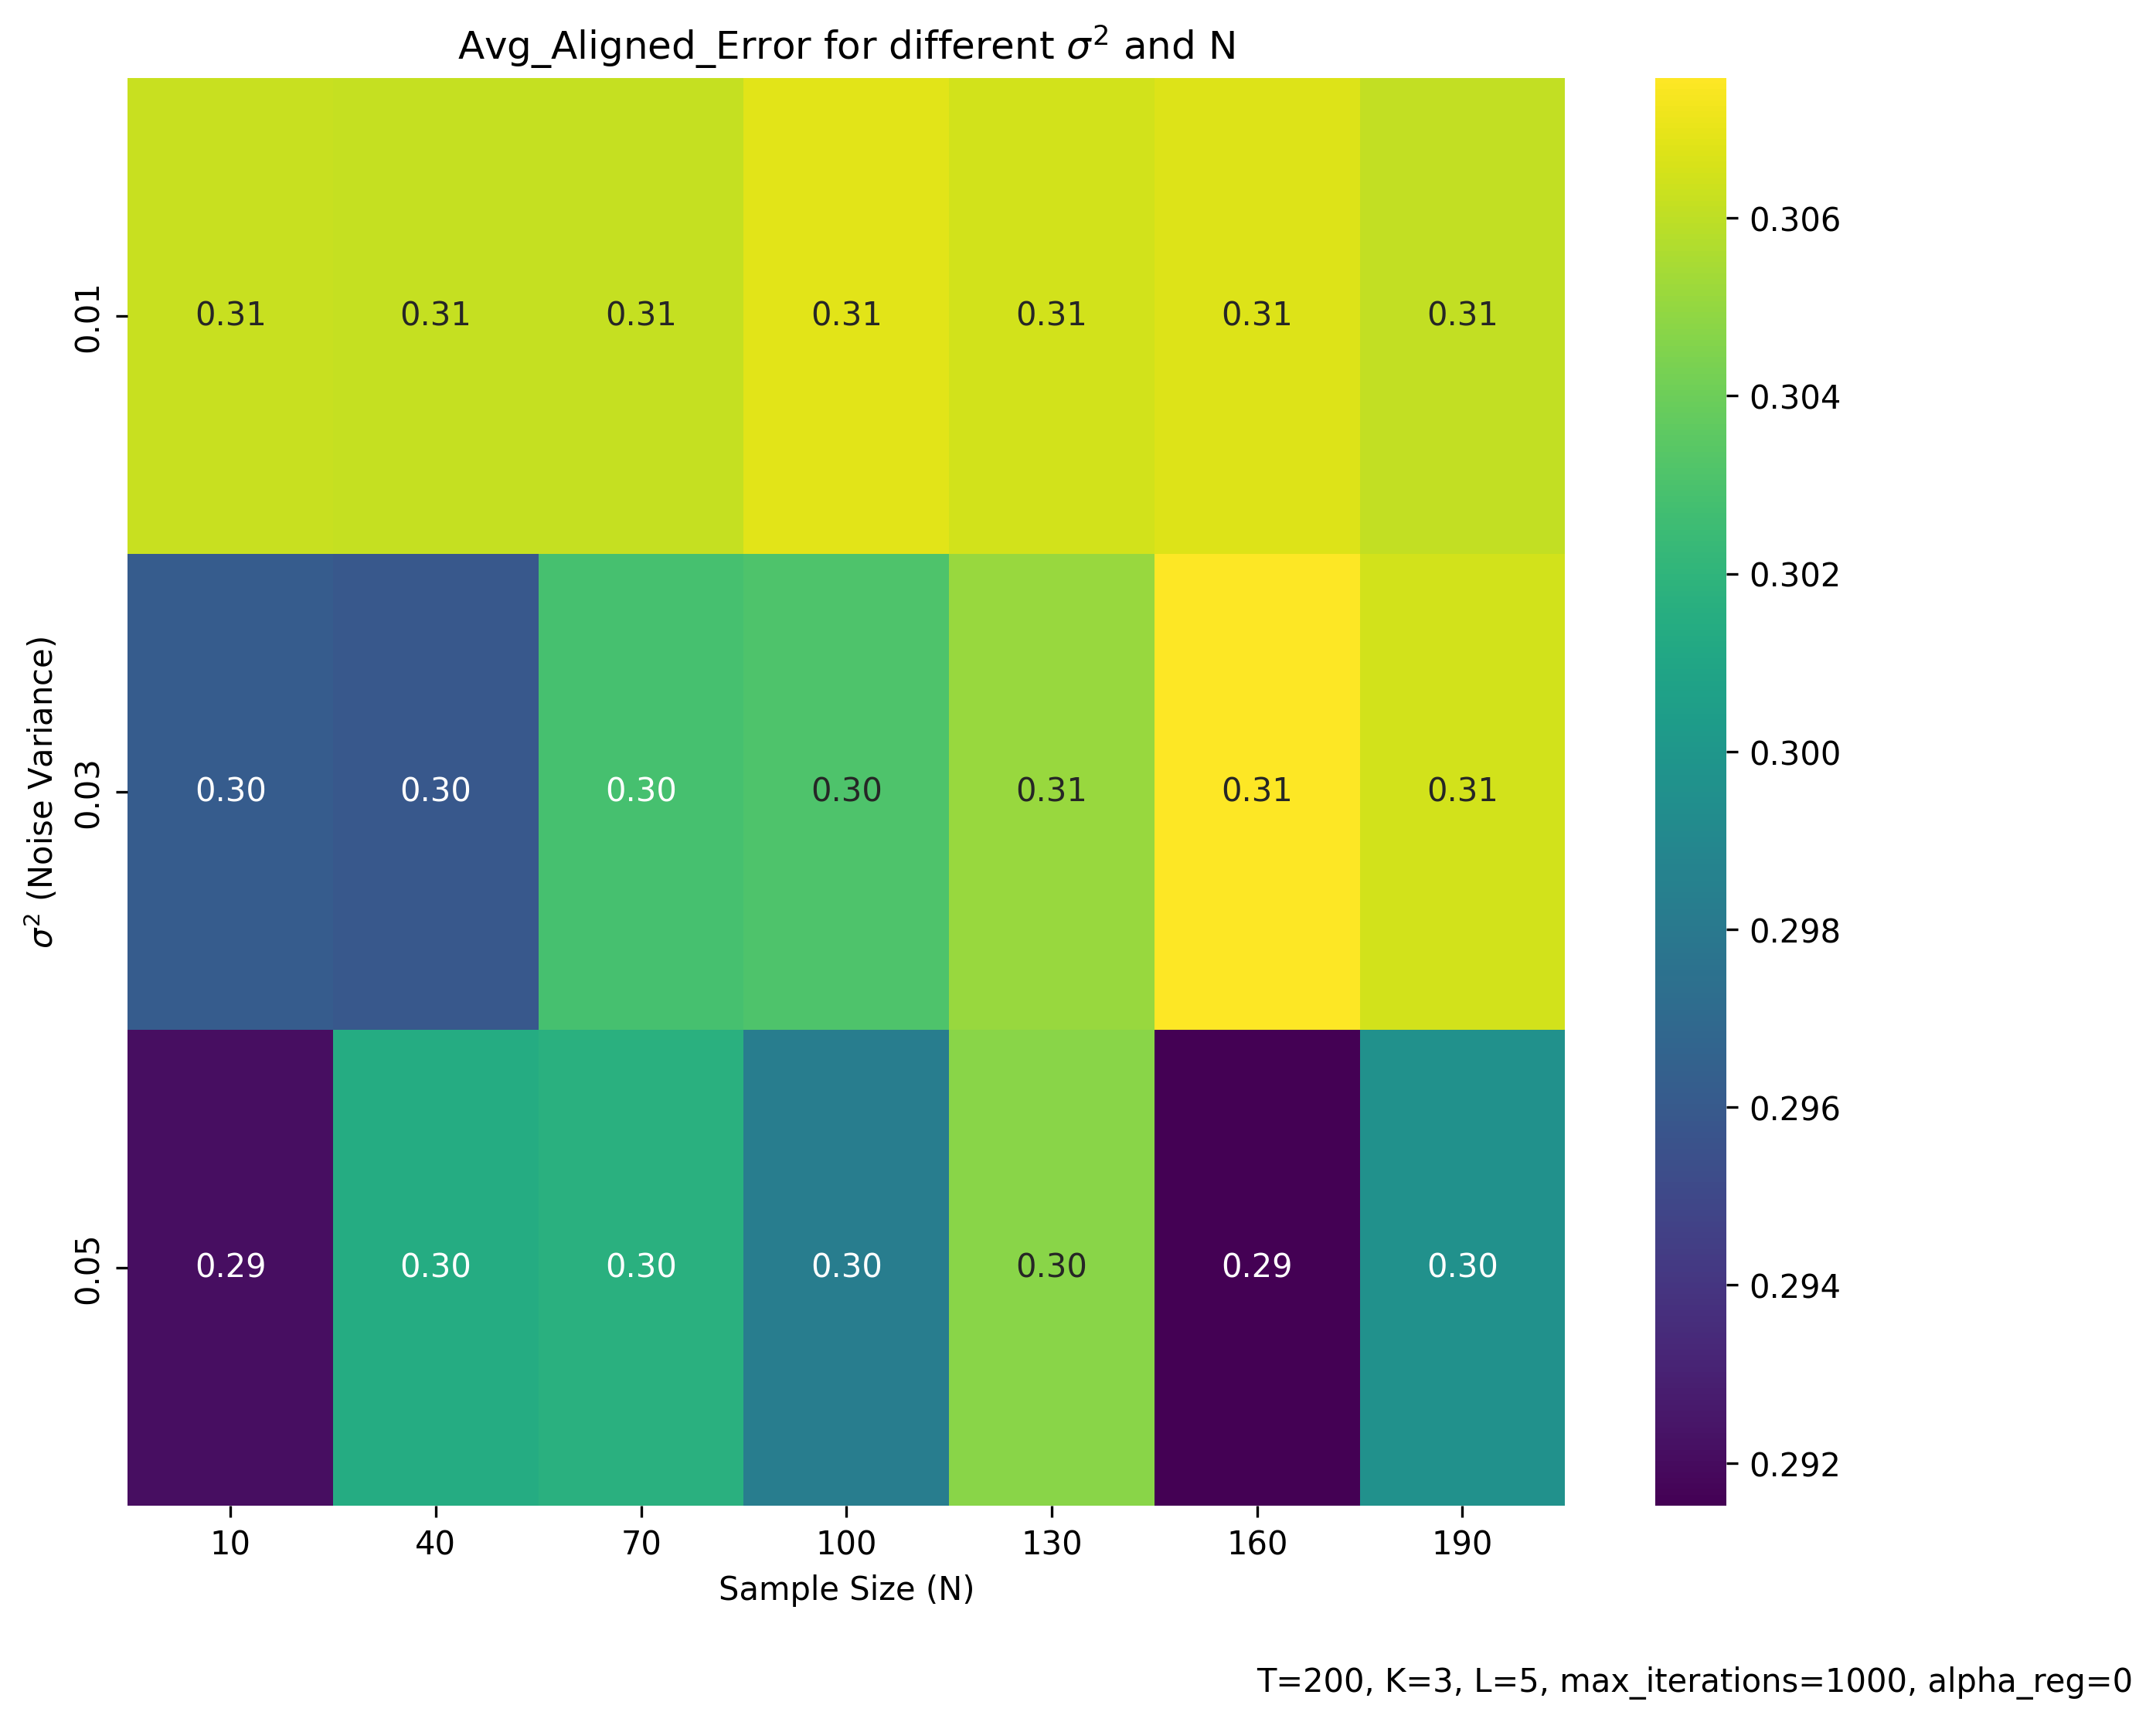 Avg_Aligned_Error for different σ² and N
σ² (Noise Variance)
0.01
0.31 0.31 0.31 0.31 0.31 0.31 0.31
0.03
0.30 0.30 0.30 0.30 0.31 0.31 0.31
0.05
0.29 0.30 0.30 0.30 0.30 0.29 0.30
10 40 70 100 130 160 190
Sample Size (N)
0.306
0.304
0.302
0.300
0.298
0.296
0.294
0.292
T=200, K=3, L=5, max_iterations=1000, alpha_reg=0